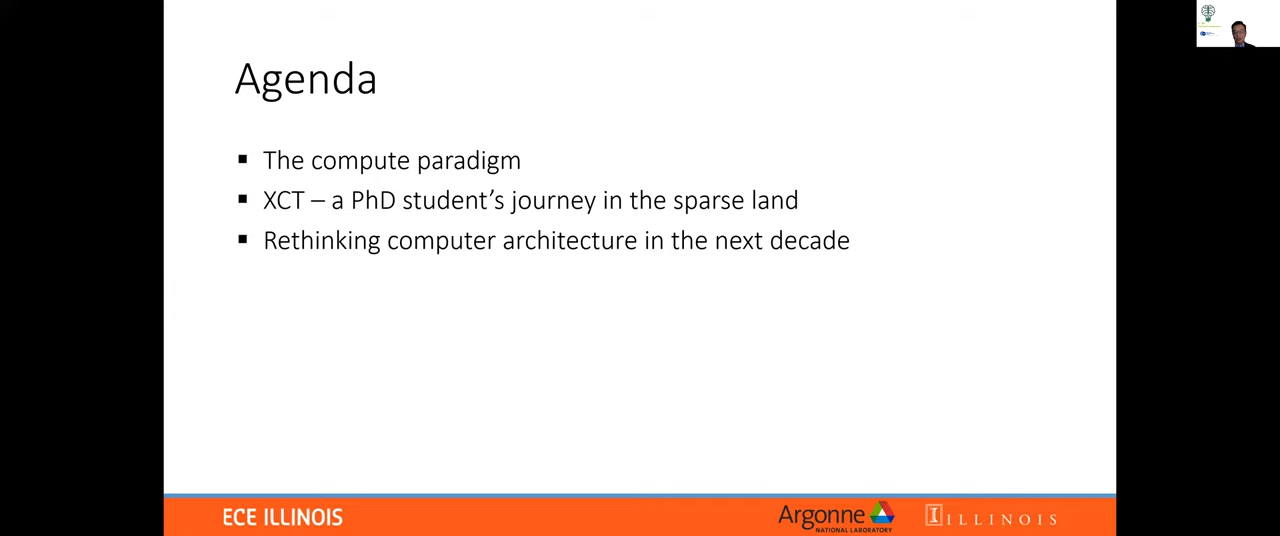 Agenda
▪ The compute paradigm
▪ XCT – a PhD student’s journey in the sparse land
▪ Rethinking computer architecture in the next decade
ECE ILLINOIS
Argonne
NATIONAL LABORATORY
I ILLINOIS